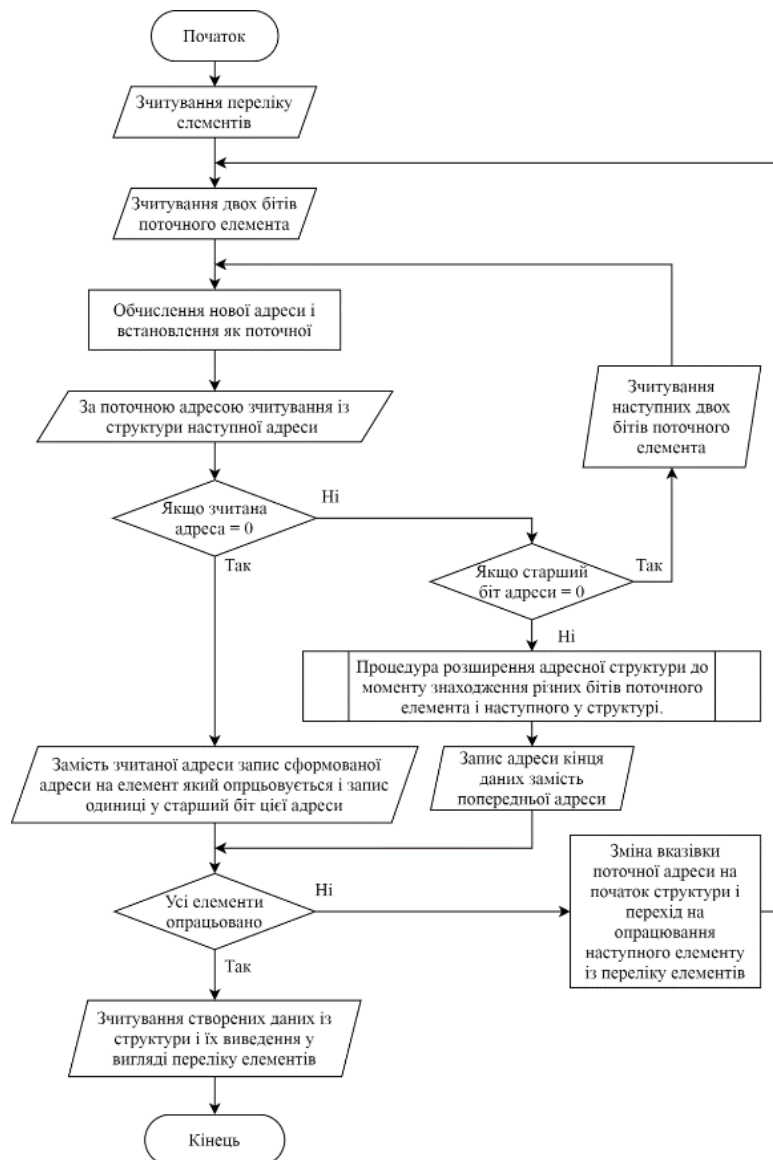 Початок
Зчитування переліку
елементів
Зчитування двох бітів
поточного елемента
Обчислення нової адреси і
встановлення як поточної
За поточною адресою зчитування із
структури наступної адреси
Зчитування
наступних двох
бітів поточного
елемента
Якщо зчитана
адреса = 0
Ні
Так
Якщо старший
біт адреси = 0
Так
Ні
Процедура розширення адресної структури до
моменту знаходження різних бітів поточного
елемента і наступного у структурі.
Замість зчитаної адреси запис сформованої
адреси на елемент який опрцьовується і запис
одиниці у старший біт цієї адреси
Запис адреси кінця
даних замість
попередньої адреси
Усі елементи
опрацьовано
Ні
Так
Зміна вказівки
поточної адреси на
початок структури і
перехід на
опрацювання
наступного елементу
із переліку елементів
Зчитування створених даних із
структури і їх виведення у
вигляді переліку елементів
Кінець